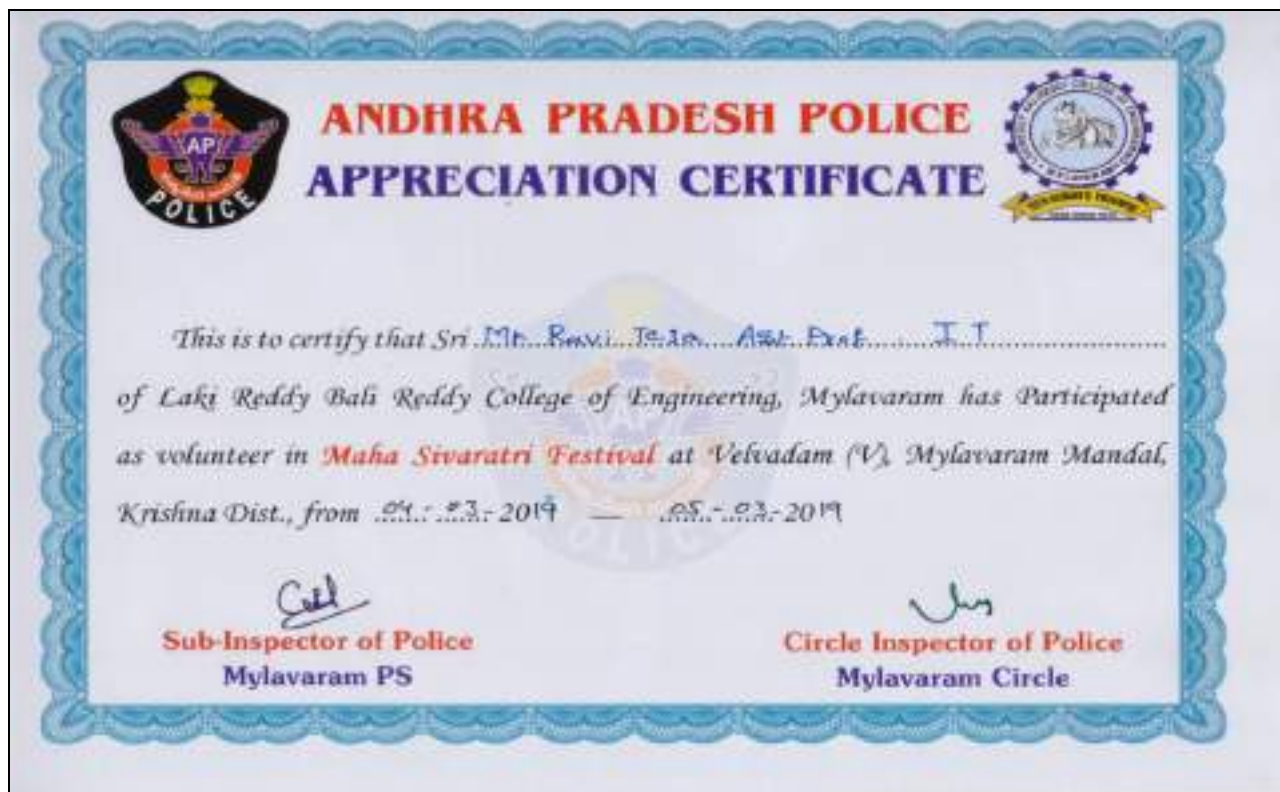 ANDHRA PRADESH POLICE
APPRECIATION CERTIFICATE
AP
POLICE
This is to certify that Sri Mr. Ravi Teja Asst Prof I T
of Laki Reddy Bali Reddy College of Engineering, Mylavaram has Participated
as volunteer in Maha Sivaratri Festival at Velvadam (V), Mylavaram Mandal,
Krishna Dist., from 04-03-2019 — 05-03-2019
Sub-Inspector of Police
Mylavaram PS
Circle Inspector of Police
Mylavaram Circle